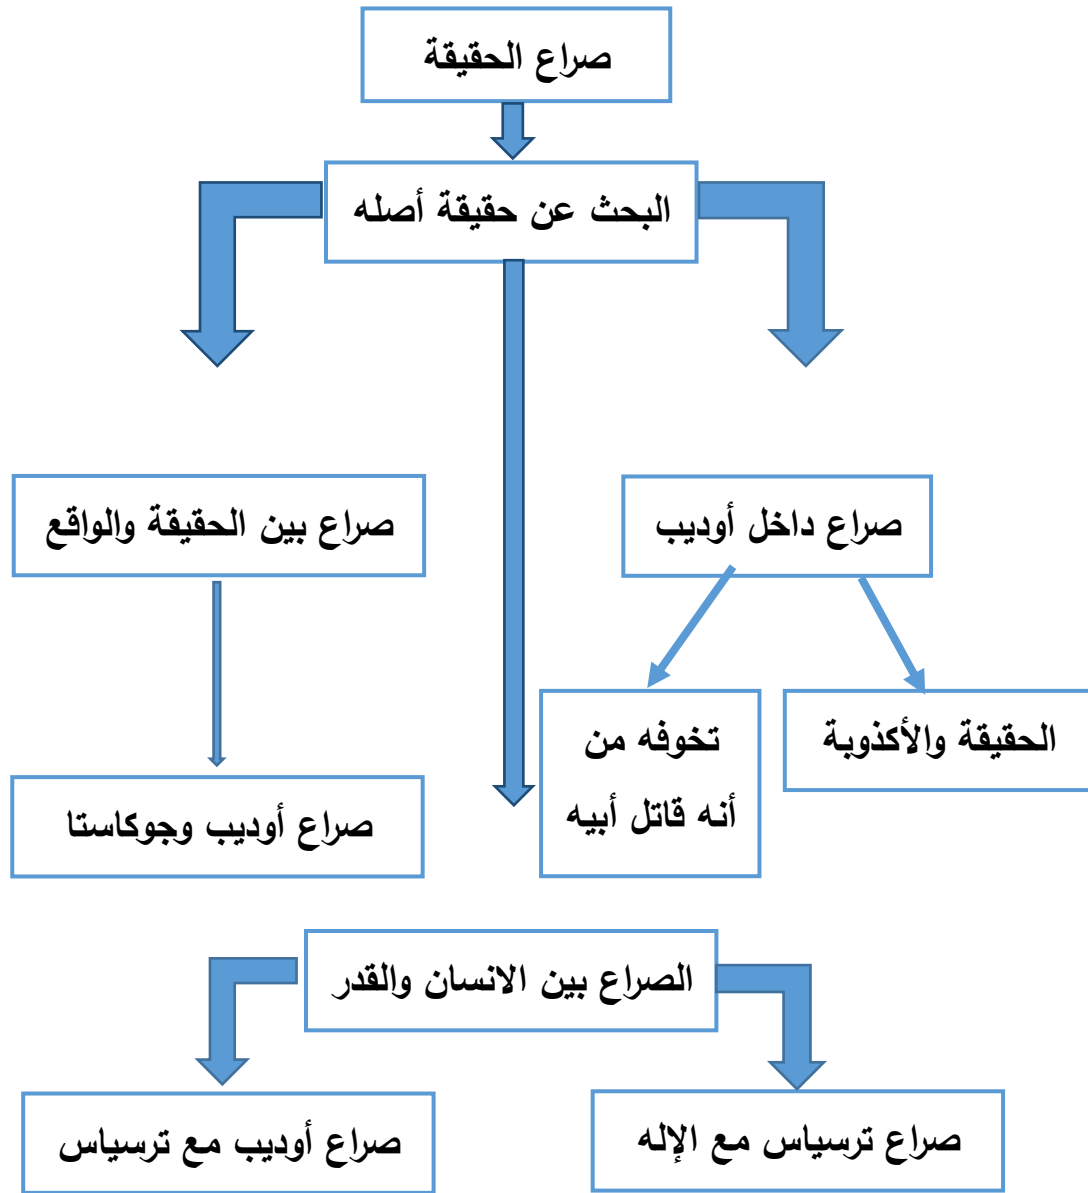 صراع الحقيقة
البحث عن حقيقة أصله
صراع داخل أوديب
صراع بين الحقيقة والواقع
الحقيقة والأكذوبة
تخوفه من
أنه قاتل أبيه
صراع أوديب وجوكاستا
الصراع بين الانسان والقدر
صراع ترسياس مع الإله
صراع أوديب مع ترسياس